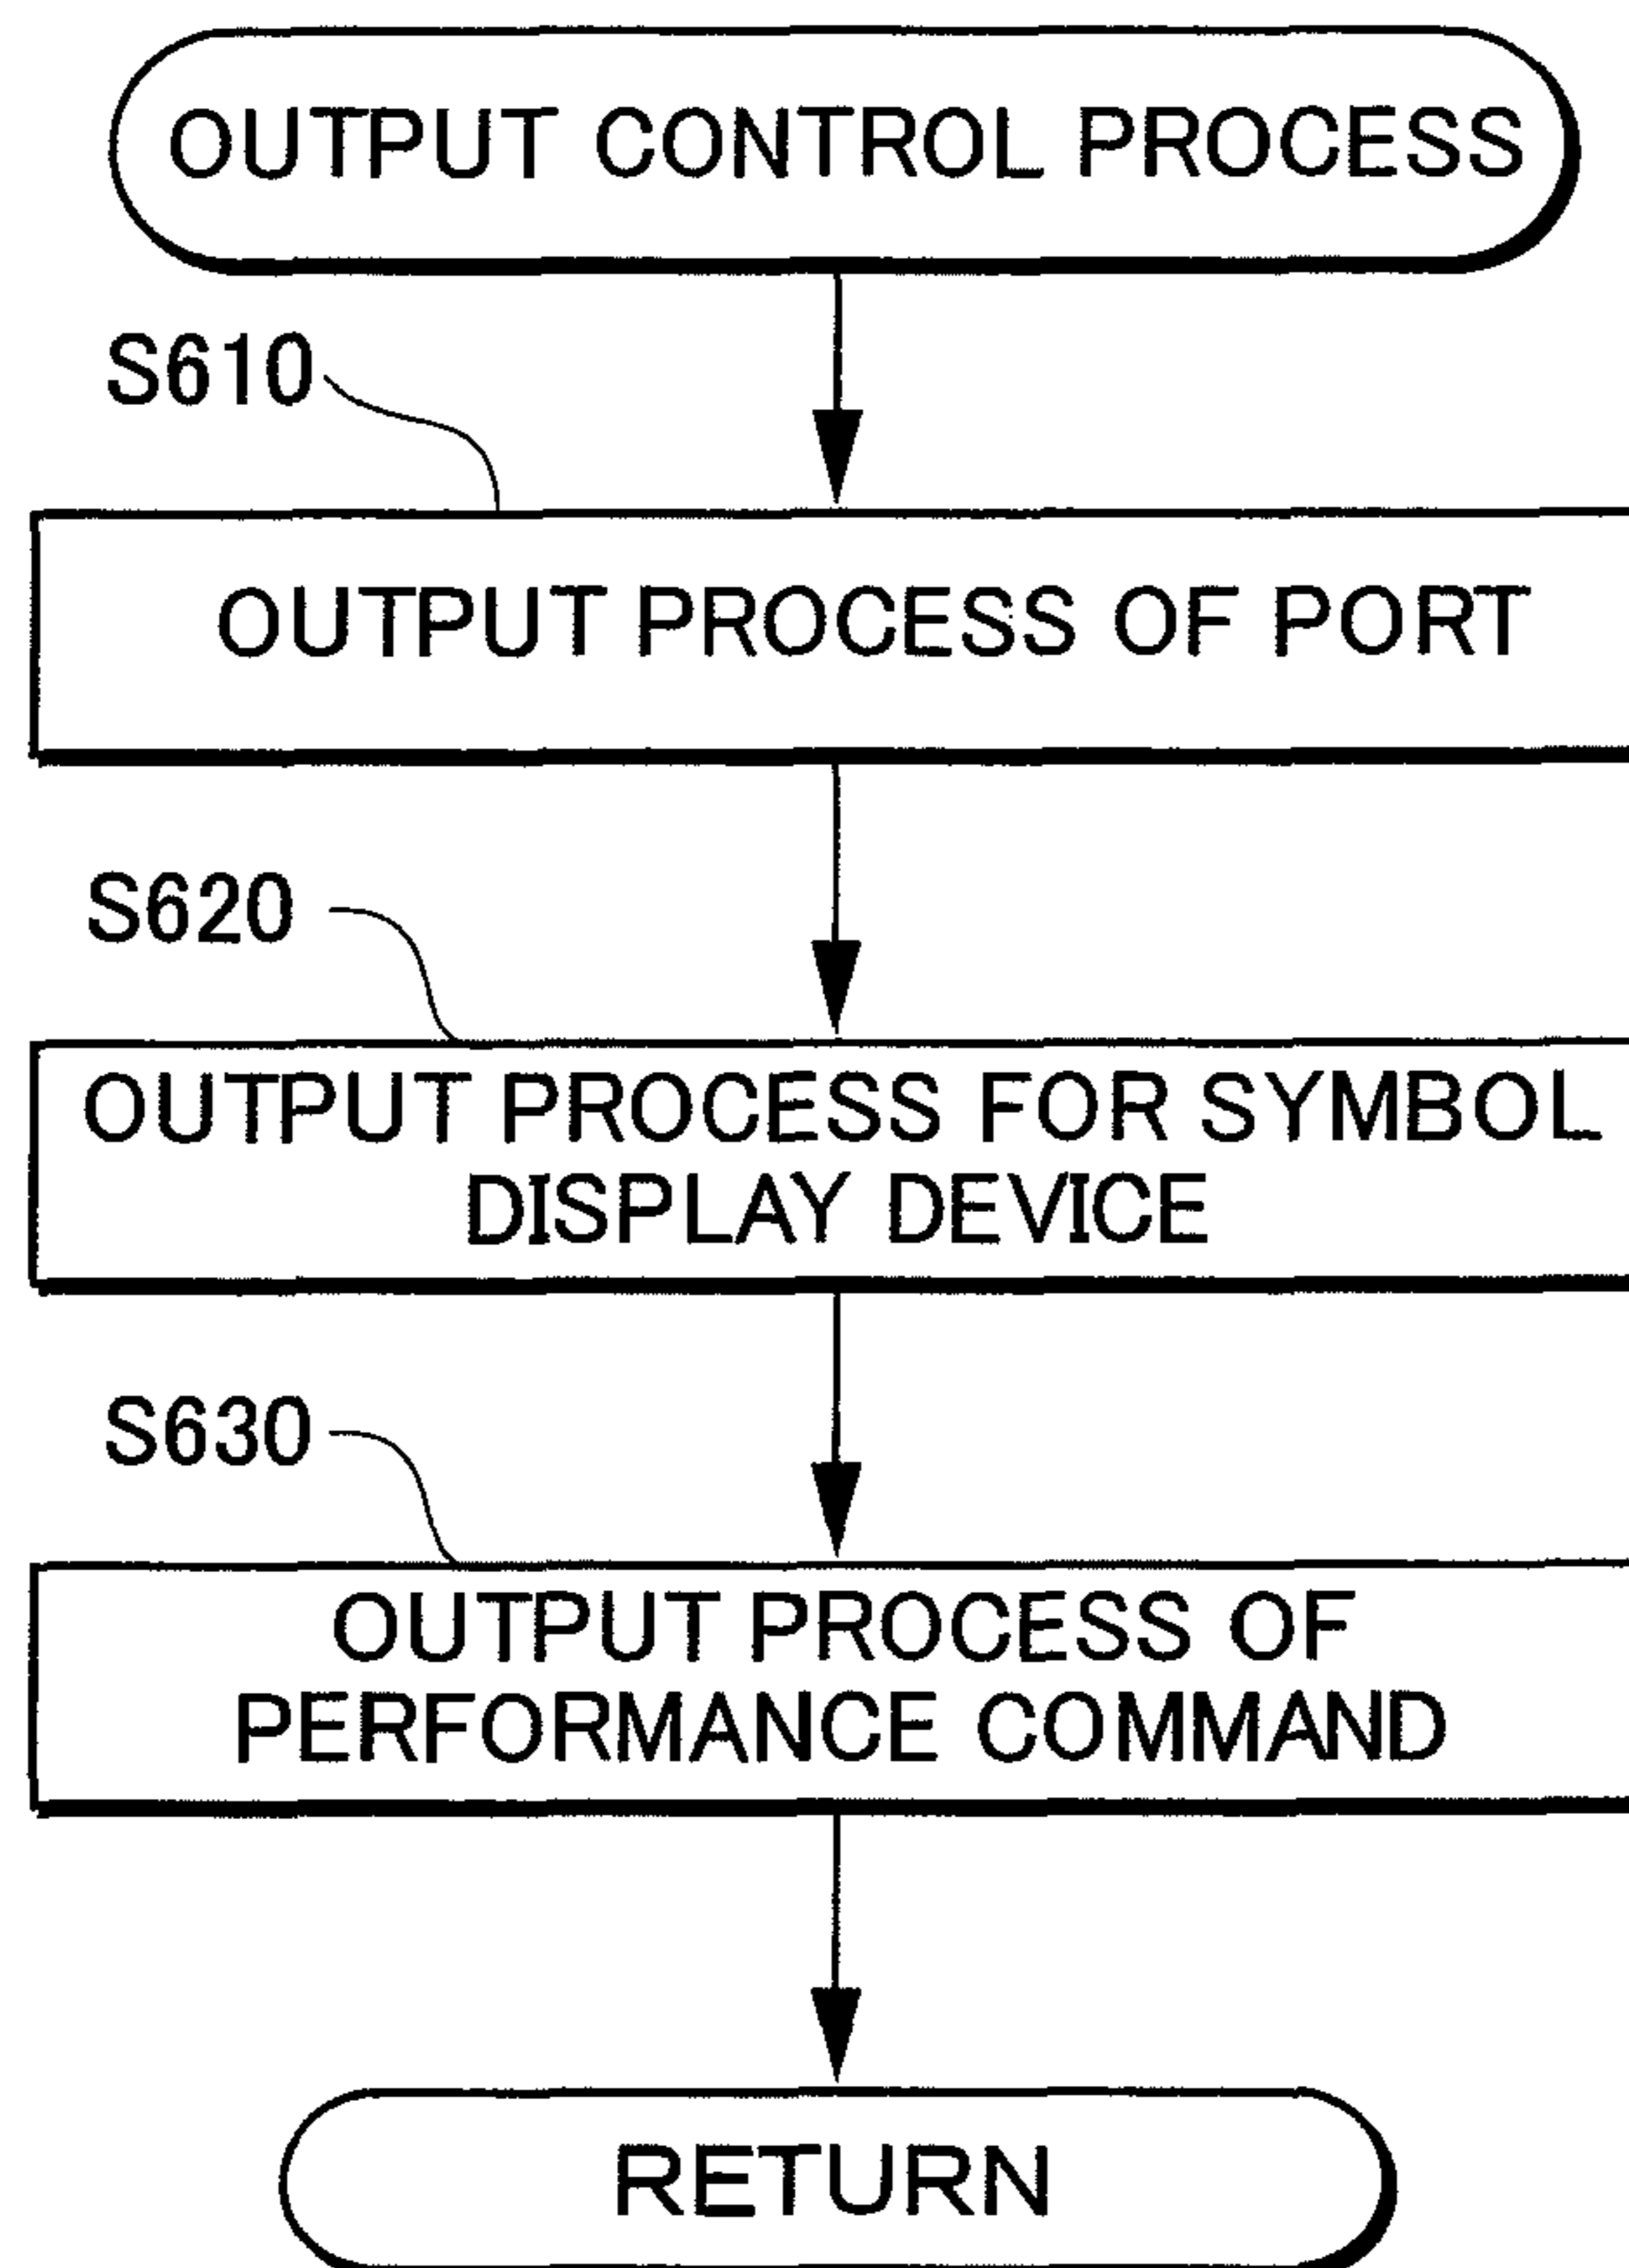 OUTPUT CONTROL PROCESS
S610
OUTPUT PROCESS OF PORT
S620
OUTPUT PROCESS FOR SYMBOL
DISPLAY DEVICE
S630
OUTPUT PROCESS OF
PERFORMANCE COMMAND
RETURN